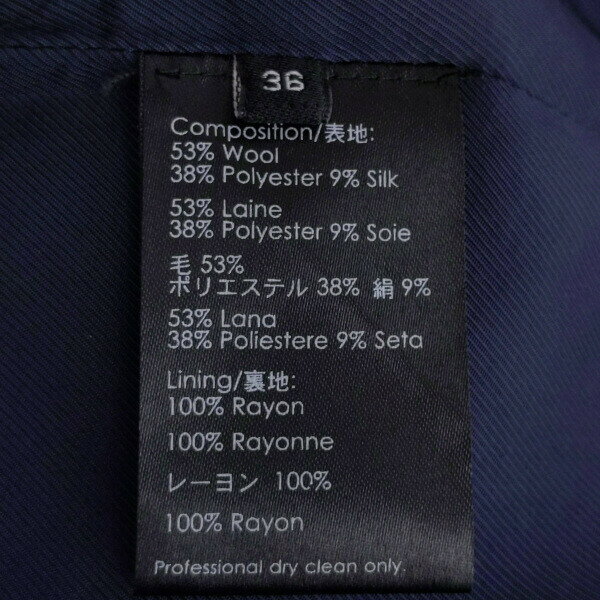 36
Composition/表地:
53% Wool
38% Polyester 9% Silk
53% Laine
38% Polyester 9% Soie
毛 53%
ポリエステル 38% 絹 9%
53% Lana
38% Poliestere 9% Seta
Lining/裏地:
100% Rayon
100% Rayonne
レーヨン 100%
100% Rayon
Professional dry clean only.